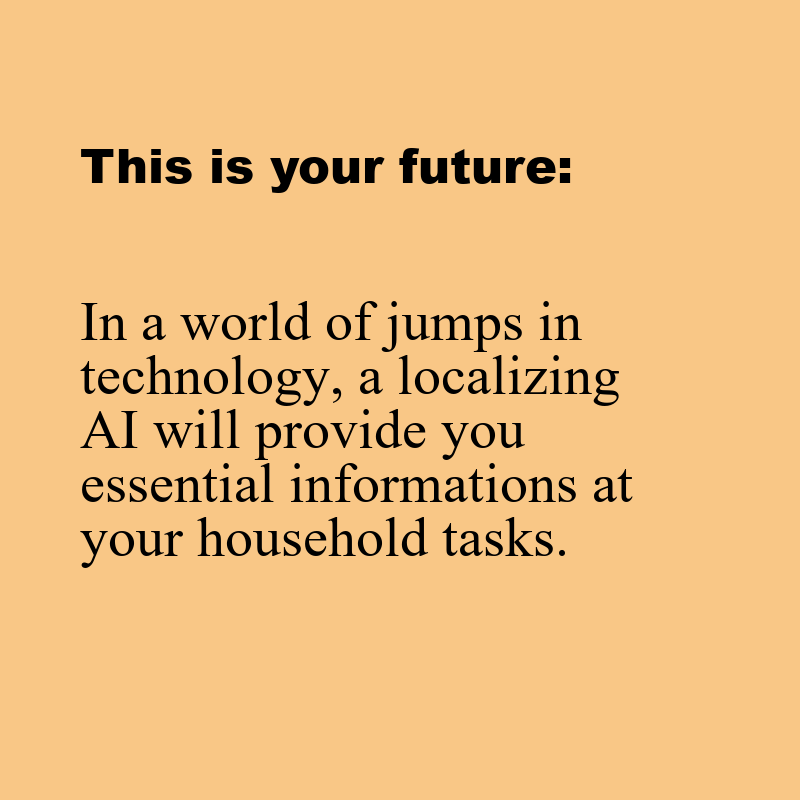 This is your future:
In a world of jumps in
technology, a localizing
AI will provide you
essential informations at
your household tasks.